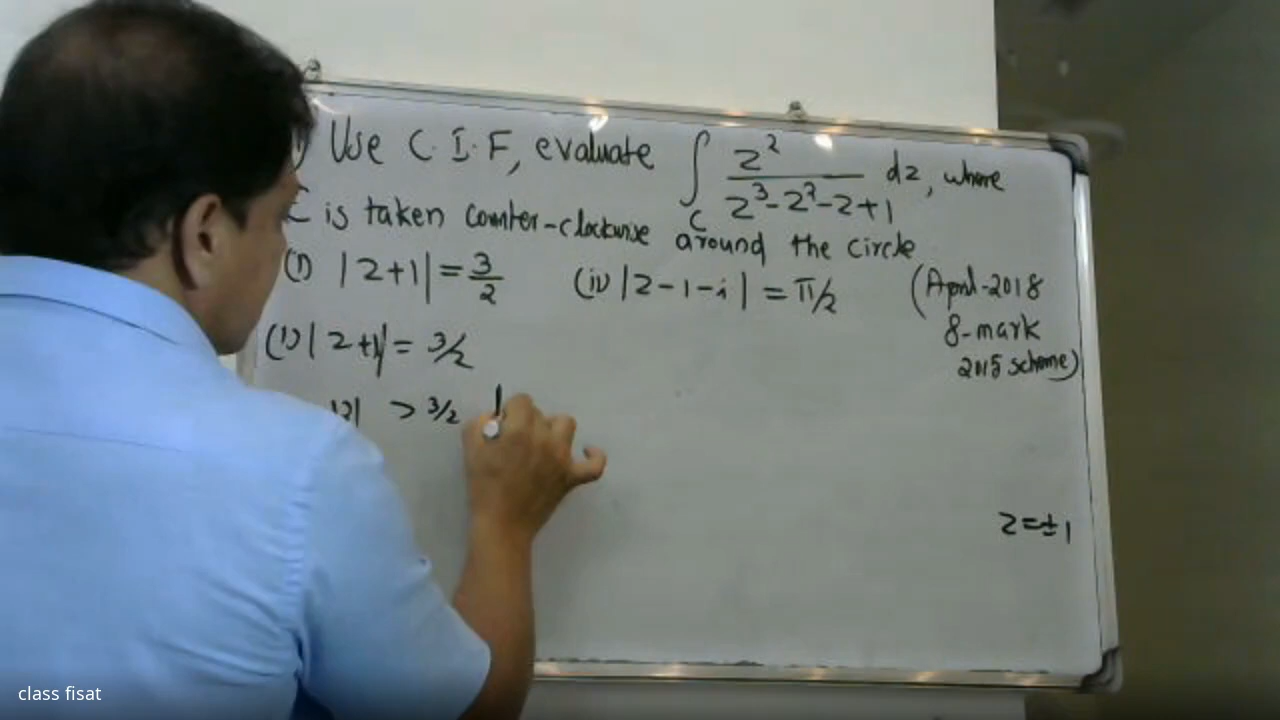 Use C.I.F, evaluate ∫_C z²/(z³-z²-z+1) dz, where
C is taken counter-clockwise around the circle
(i) |z+1| = 3/2 (ii) |z-1-i| = π/2 (April-2018
8-mark
2015 scheme)
(i) |z+1| = 3/2
|2| > 3/2
z=±1
class fisat